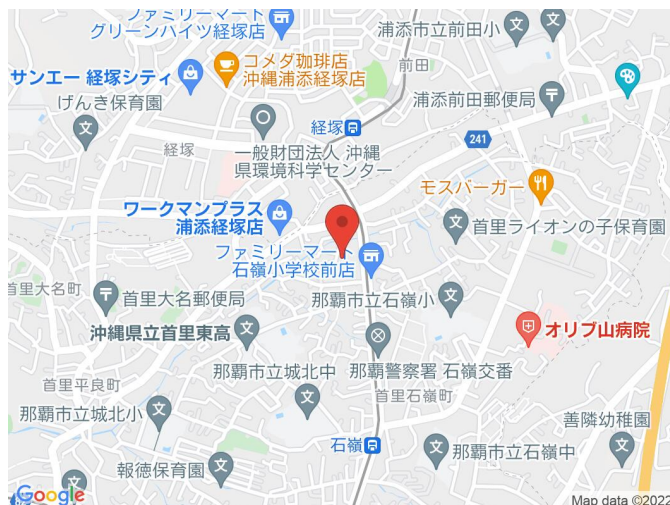 ファミリーマート
グリーンハイツ経塚店
浦添市立前田小
コメダ珈琲店
沖縄浦添経塚店
サンエー 経塚シティ
前田
げんき保育園
浦添前田郵便局
経塚
241
経塚
一般財団法人 沖縄
県環境科学センター
モスバーガー
ワークマンプラス
浦添経塚店
首里ライオンの子保育園
ファミリーマート
石嶺小学校前店
首里大名町
首里大名郵便局
那覇市立石嶺小
沖縄県立首里東高
オリブ山病院
那覇市立城北中
那覇警察署 石嶺交番
首里平良町
首里石嶺町
那覇市立城北小
善隣幼稚園
石嶺
那覇市立石嶺中
報徳保育園
Google
Map data ©2022